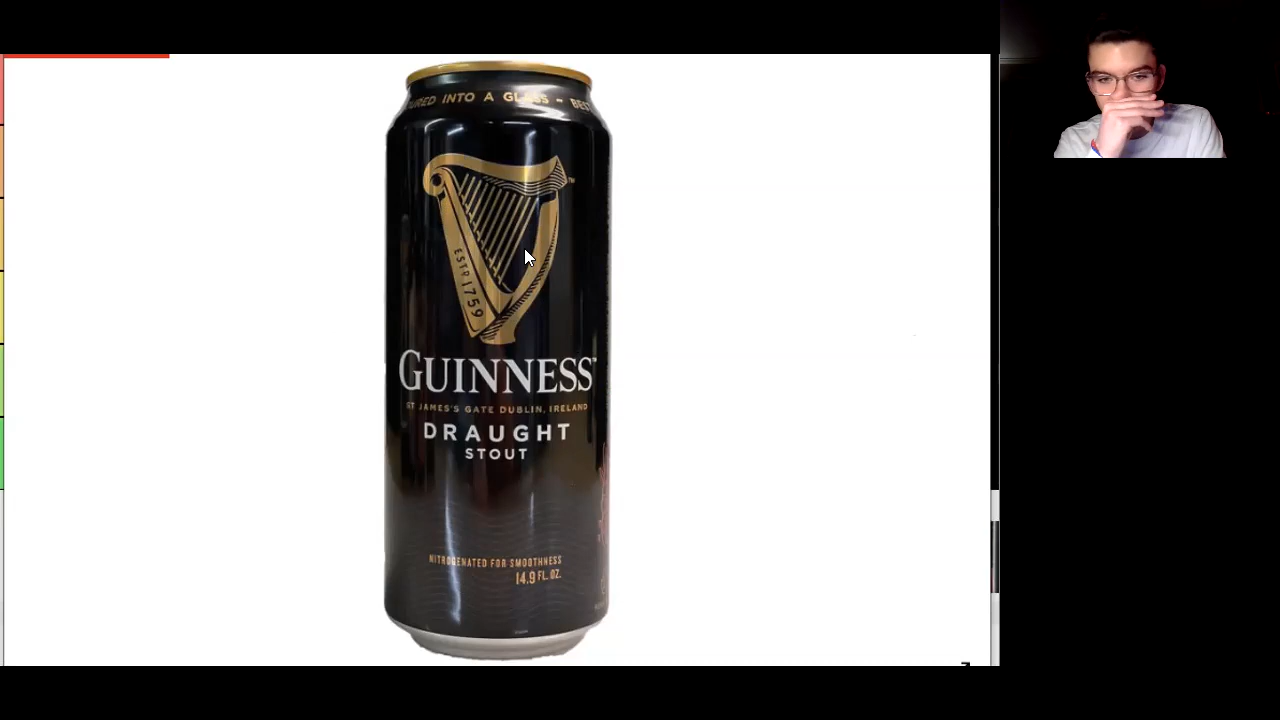 URED INTO A GLASS – BEST
ESTD 1759
GUINNESS™
ST JAMES'S GATE DUBLIN, IRELAND
DRAUGHT
STOUT
NITROGENATED FOR SMOOTHNESS
14.9 FL. OZ.